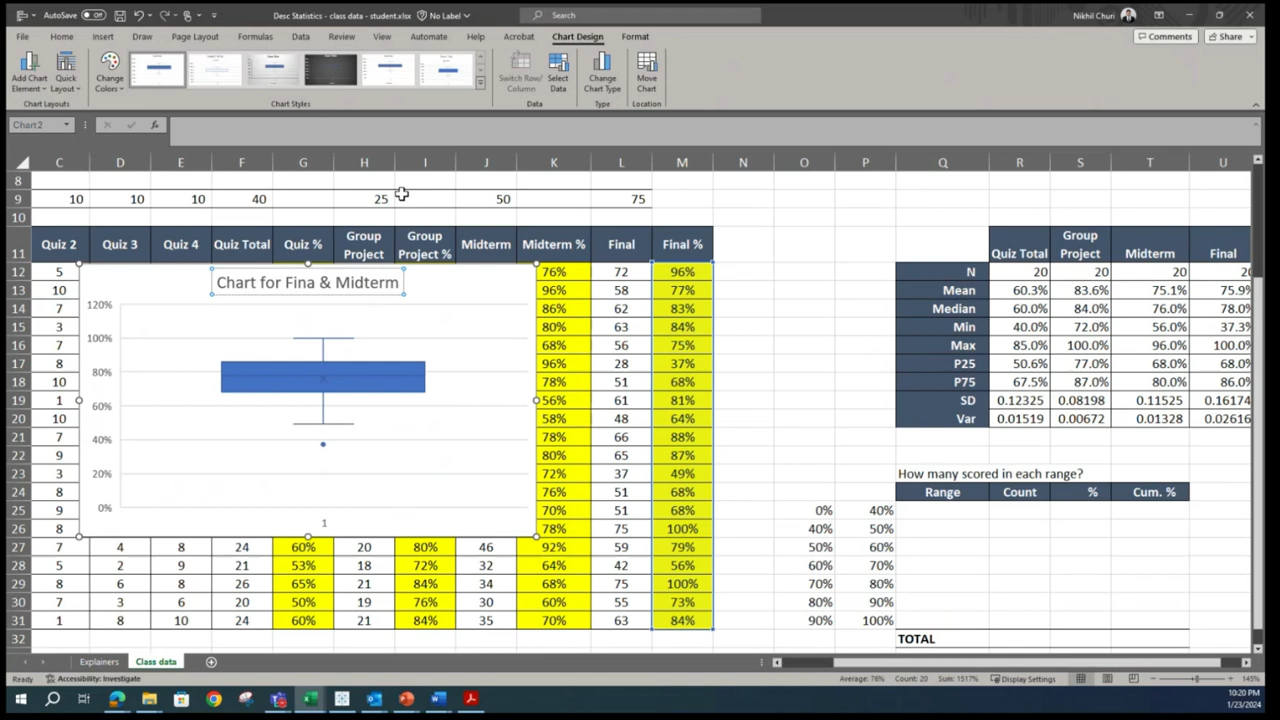 AutoSave Off Desc Statistics - class data - student.xlsx No Label Search Nikhil Churi
File Home Insert Draw Page Layout Formulas Data Review View Automate Help Acrobat Chart Design Format Comments Share
Add Chart Element Quick Layout Change Colors Switch Row/ Column Select Data Change Chart Type Move Chart
Chart Layouts Chart Styles Data Type Location
Chart2 fx
C D E F G H I J K L M N O P Q R S T U
8
9 10 10 10 40 25 50 75
10
11 Quiz 2 Quiz 3 Quiz 4 Quiz Total Quiz % Group Project Group Project % Midterm Midterm % Final Final % Quiz Total Group Project Midterm Final
12 5 76% 72 96% N 20 20 20 20
13 10 96% 58 77% Mean 60.3% 83.6% 75.1% 75.9%
14 7 86% 62 83% Median 60.0% 84.0% 76.0% 78.0%
15 3 80% 63 84% Min 40.0% 72.0% 56.0% 37.3%
16 7 68% 56 75% Max 85.0% 100.0% 96.0% 100.0%
17 8 96% 28 37% P25 50.6% 77.0% 68.0% 68.0%
18 10 78% 51 68% P75 67.5% 87.0% 80.0% 86.0%
19 1 56% 61 81% SD 0.12325 0.08198 0.11525 0.16174
20 10 58% 48 64% Var 0.01519 0.00672 0.01328 0.02616
21 7 78% 66 88%
22 9 80% 65 87%
23 3 72% 37 49% How many scored in each range?
24 8 76% 51 68% Range Count % Cum. %
25 9 70% 51 68% 0% 40%
26 8 78% 75 100% 40% 50%
27 7 4 8 24 60% 20 80% 46 92% 59 79% 50% 60%
28 5 2 9 21 53% 18 72% 32 64% 42 56% 60% 70%
29 8 6 8 26 65% 21 84% 34 68% 75 100% 70% 80%
30 7 3 6 20 50% 19 76% 30 60% 55 73% 80% 90%
31 1 8 10 24 60% 21 84% 35 70% 63 84% 90% 100%
32 TOTAL
Chart for Fina & Midterm
120%
100%
80%
60%
40%
20%
0%
1
Explainers Class data
Ready Accessibility: Investigate Average: 76% Count: 20 Sum: 1517% Display Settings 145%
10:20 PM
1/23/2024